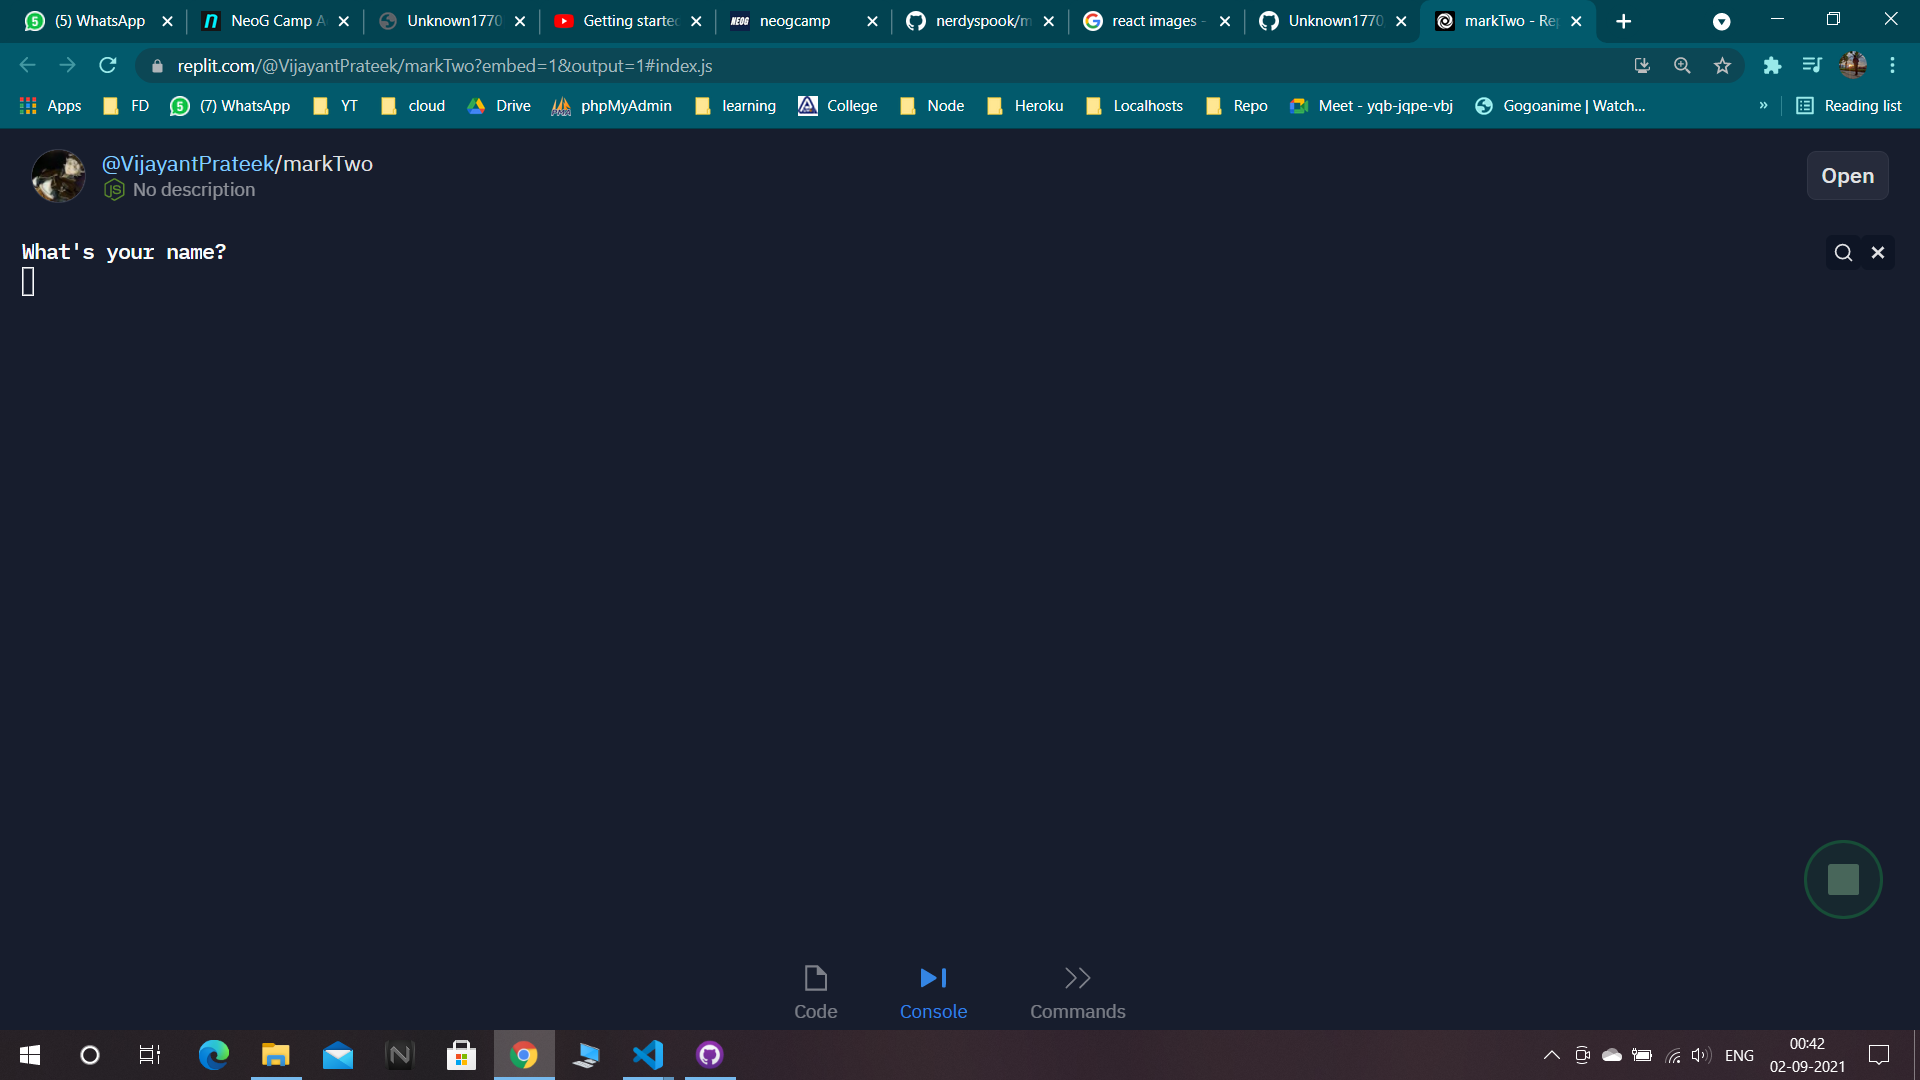 (5) WhatsApp
NeoG Camp A
Unknown1770
Getting starte
NEOG neogcamp
nerdyspook/m
react images -
Unknown1770
markTwo - Rep
replit.com/@VijayantPrateek/markTwo?embed=1&output=1#index.js
Apps
FD
5 (7) WhatsApp
YT
cloud
Drive
phpMyAdmin
learning
College
Node
Heroku
Localhosts
Repo
Meet - yqb-jqpe-vbj
Gogoanime | Watch...
»
Reading list
@VijayantPrateek/markTwo
No description
Open
What's your name?
Code
Console
Commands
ENG
00:42
02-09-2021